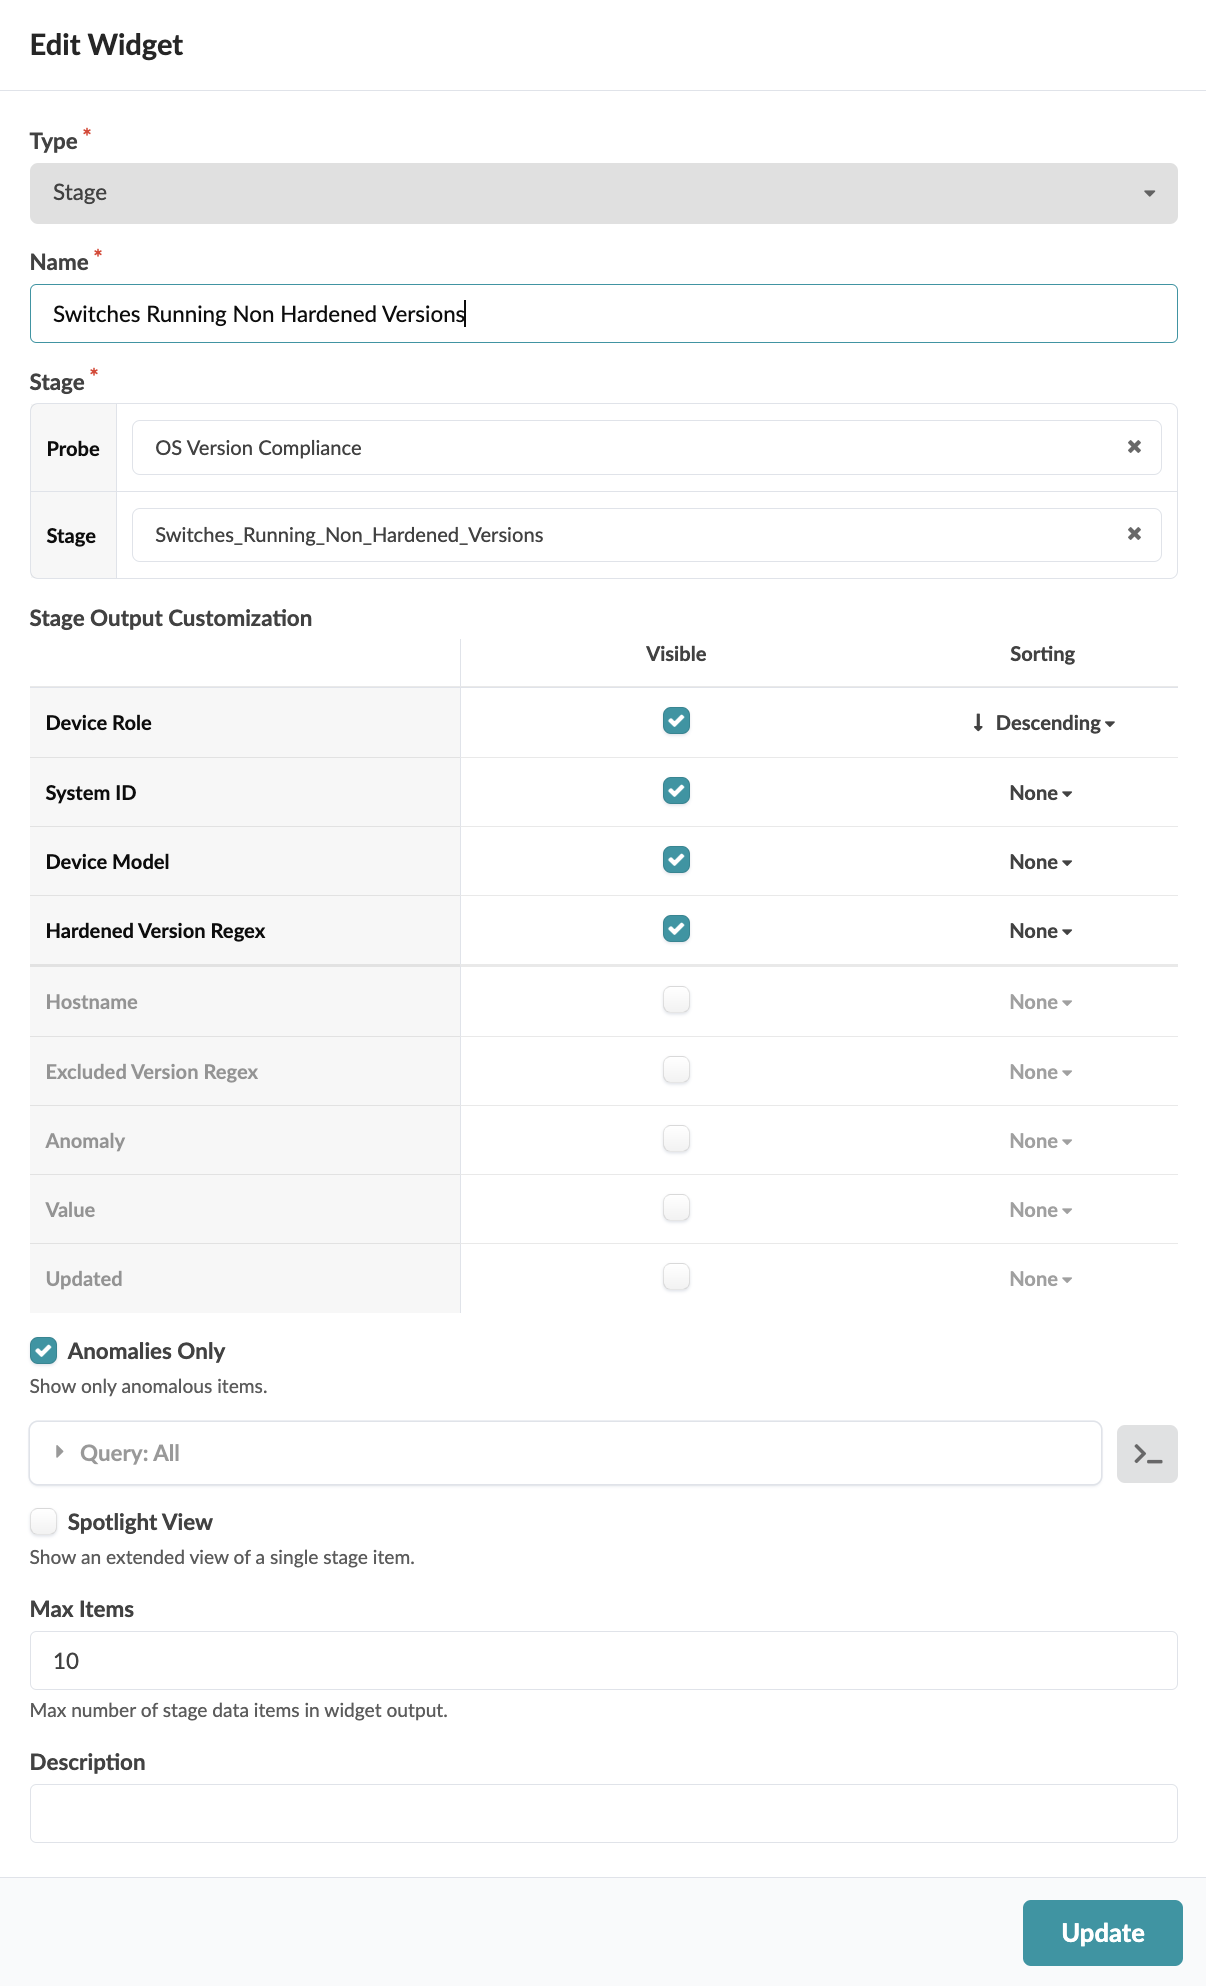 Edit Widget
Type *
Stage
Name *
Switches Running Non Hardened Versions
Stage *
Probe OS Version Compliance
Stage Switches_Running_Non_Hardened_Versions
Stage Output Customization
Visible Sorting
Device Role Descending
System ID None
Device Model None
Hardened Version Regex None
Hostname None
Excluded Version Regex None
Anomaly None
Value None
Updated None
Anomalies Only
Show only anomalous items.
Query: All
Spotlight View
Show an extended view of a single stage item.
Max Items
10
Max number of stage data items in widget output.
Description
Update